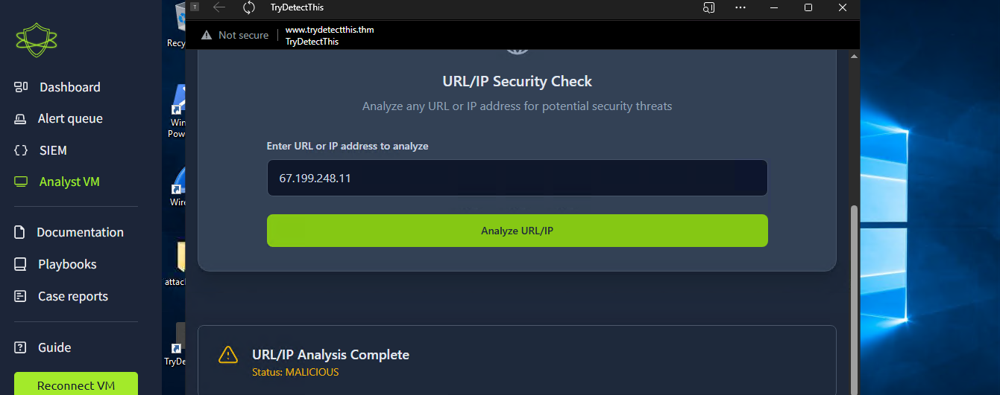 T
TryDetectThis
Not secure
www.trydetectthis.thm
TryDetectThis
Dashboard
Alert queue
SIEM
Analyst VM
Documentation
Playbooks
Case reports
Guide
Reconnect VM
Recy
Win
Pow
Wire
attac
TryDe
URL/IP Security Check
Analyze any URL or IP address for potential security threats
Enter URL or IP address to analyze
67.199.248.11
Analyze URL/IP
URL/IP Analysis Complete
Status: MALICIOUS